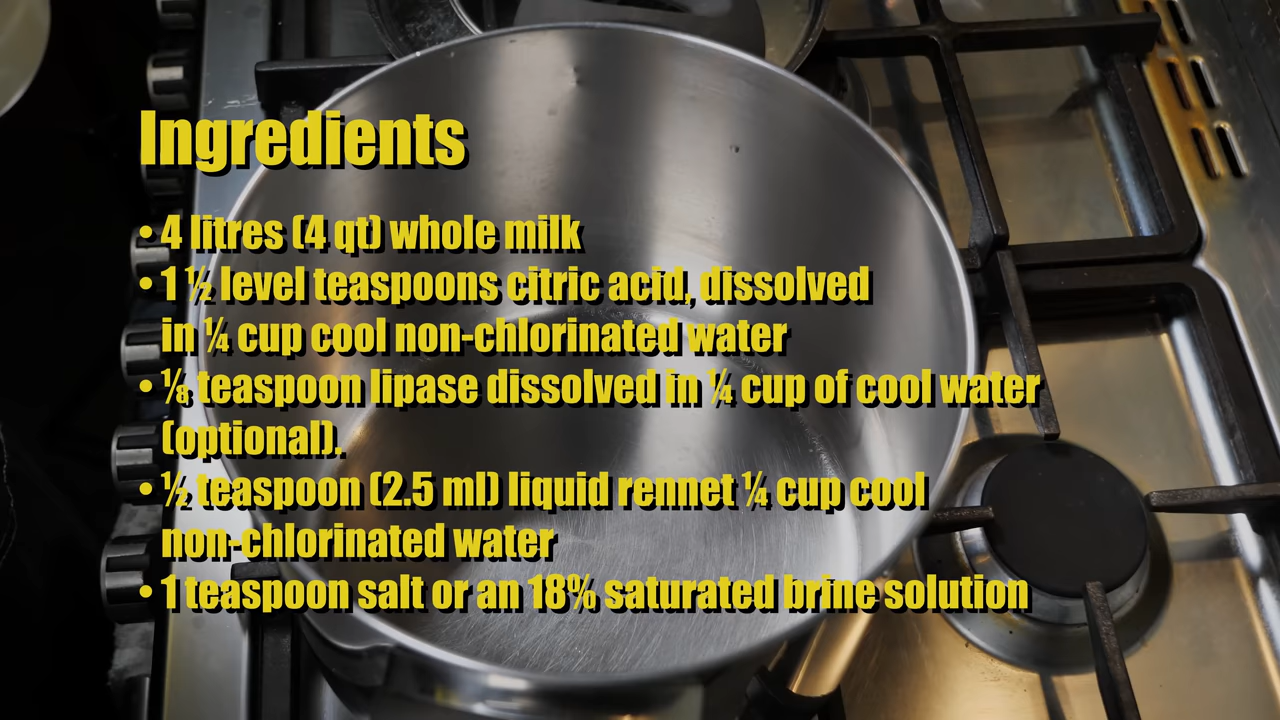 Ingredients
• 4 litres (4 qt) whole milk
• 1 ½ level teaspoons citric acid, dissolved
in ¼ cup cool non-chlorinated water
• ⅛ teaspoon lipase dissolved in ¼ cup of cool water
(optional).
• ½ teaspoon (2.5 ml) liquid rennet ¼ cup cool
non-chlorinated water
• 1 teaspoon salt or an 18% saturated brine solution